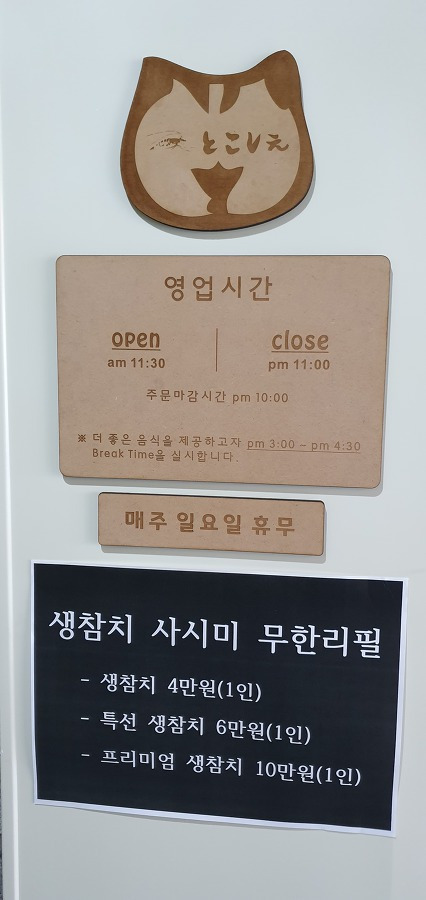 とこしえ
영업시간
open
close
am 11:30
pm 11:00
주문마감시간 pm 10:00
※ 더 좋은 음식을 제공하고자 pm 3:00 – pm 4:30
Break Time을 실시합니다.
매주 일요일 휴무
생참치 사시미 무한리필
- 생참치 4만원(1인)
- 특선 생참치 6만원(1인)
- 프리미엄 생참치 10만원(1인)